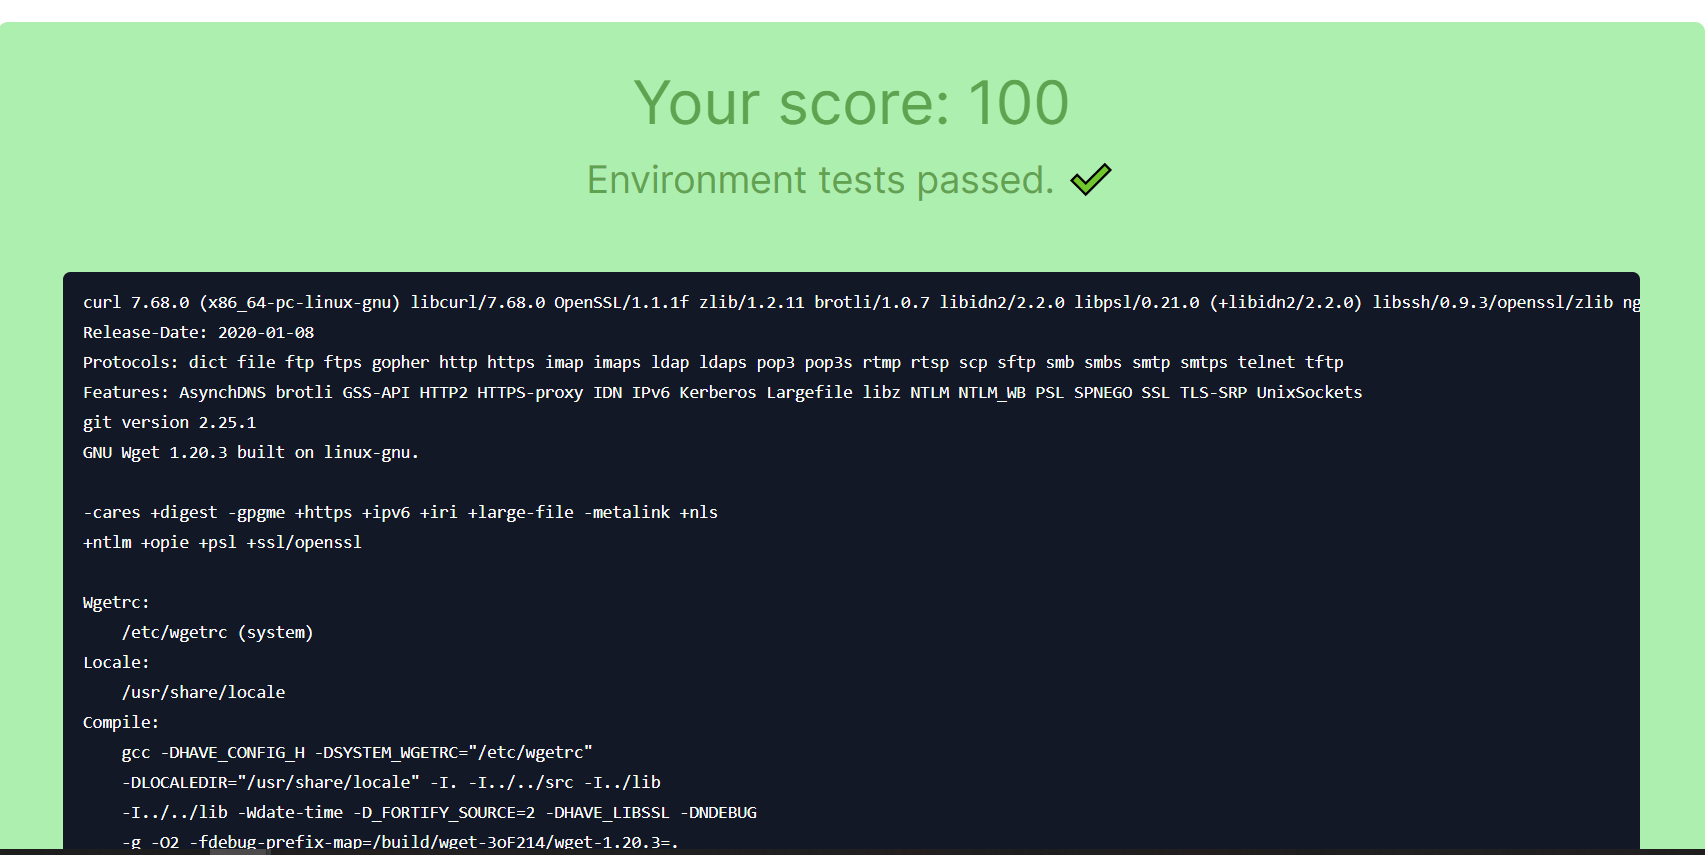 Your score: 100
Environment tests passed.
curl 7.68.0 (x86_64-pc-linux-gnu) libcurl/7.68.0 OpenSSL/1.1.1f zlib/1.2.11 brotli/1.0.7 libidn2/2.2.0 libpsl/0.21.0 (+libidn2/2.2.0) libssh/0.9.3/openssl/zlib ng
Release-Date: 2020-01-08
Protocols: dict file ftp ftps gopher http https imap imaps ldap ldaps pop3 pop3s rtmp rtsp scp sftp smb smbs smtp smtps telnet tftp
Features: AsynchDNS brotli GSS-API HTTP2 HTTPS-proxy IDN IPv6 Kerberos Largefile libz NTLM NTLM_WB PSL SPNEGO SSL TLS-SRP UnixSockets
git version 2.25.1
GNU Wget 1.20.3 built on linux-gnu.
-cares +digest -gpgme +https +ipv6 +iri +large-file -metalink +nls
+ntlm +opie +psl +ssl/openssl
Wgetrc:
/etc/wgetrc (system)
Locale:
/usr/share/locale
Compile:
gcc -DHAVE_CONFIG_H -DSYSTEM_WGETRC="/etc/wgetrc"
-DLOCALEDIR="/usr/share/locale" -I. -I../../src -I../lib
-I../../lib -Wdate-time -D_FORTIFY_SOURCE=2 -DHAVE_LIBSSL -DNDEBUG
-g -O2 -fdebug-prefix-map=/build/wget-3oF214/wget-1.20.3=.